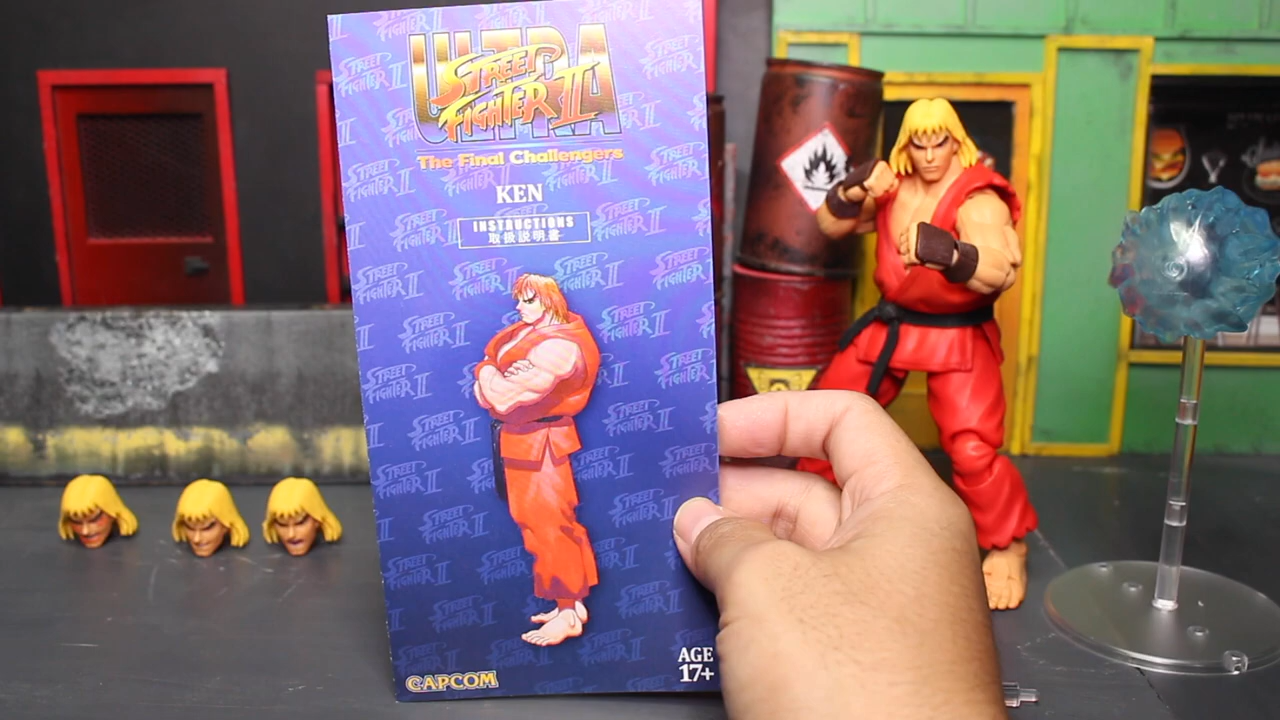 ULTRA
STREET
FIGHTER II
The Final Challengers
KEN
INSTRUCTIONS
取扱説明書
CAPCOM
AGE
17+